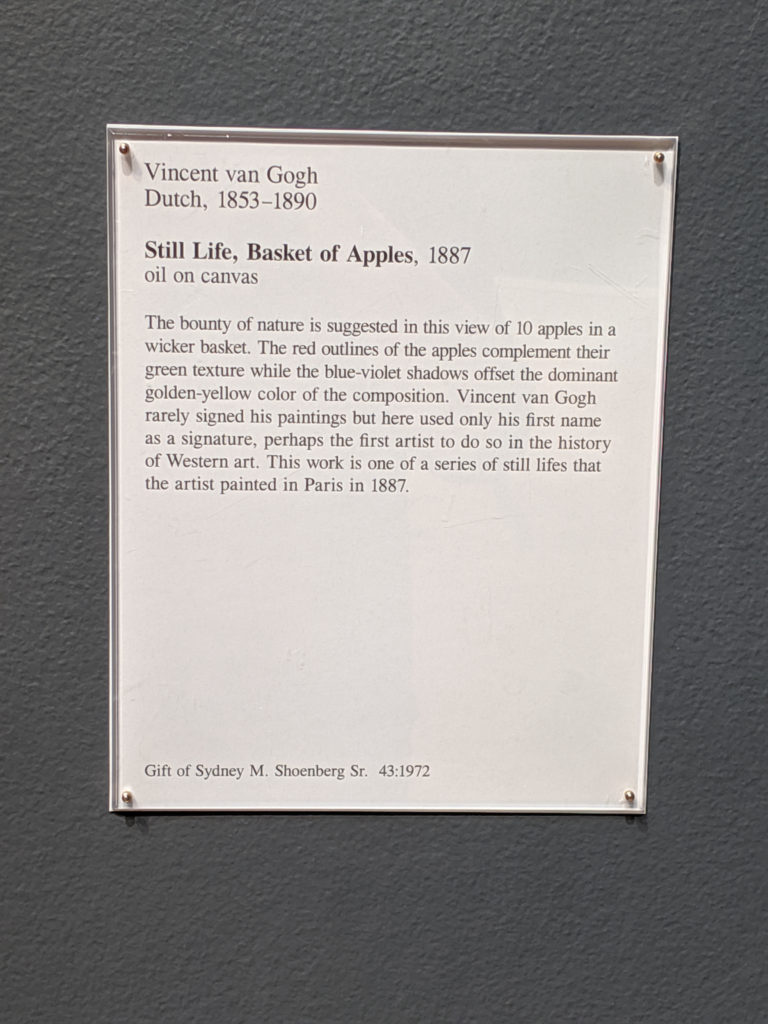 Vincent van Gogh
Dutch, 1853–1890
Still Life, Basket of Apples, 1887
oil on canvas
The bounty of nature is suggested in this view of 10 apples in a
wicker basket. The red outlines of the apples complement their
green texture while the blue-violet shadows offset the dominant
golden-yellow color of the composition. Vincent van Gogh
rarely signed his paintings but here used only his first name
as a signature, perhaps the first artist to do so in the history
of Western art. This work is one of a series of still lifes that
the artist painted in Paris in 1887.
Gift of Sydney M. Shoenberg Sr. 43:1972